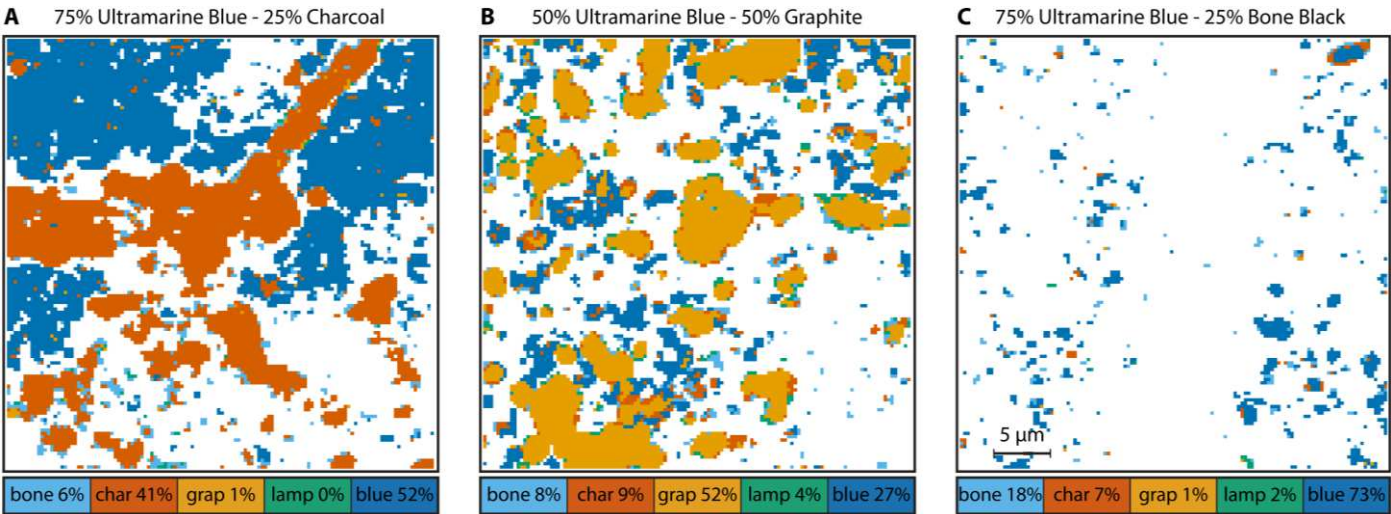 A 75% Ultramarine Blue - 25% Charcoal
B 50% Ultramarine Blue - 50% Graphite
C 75% Ultramarine Blue - 25% Bone Black
5 μm
bone 6% char 41% grap 1% lamp 0% blue 52%
bone 8% char 9% grap 52% lamp 4% blue 27%
bone 18% char 7% grap 1% lamp 2% blue 73%